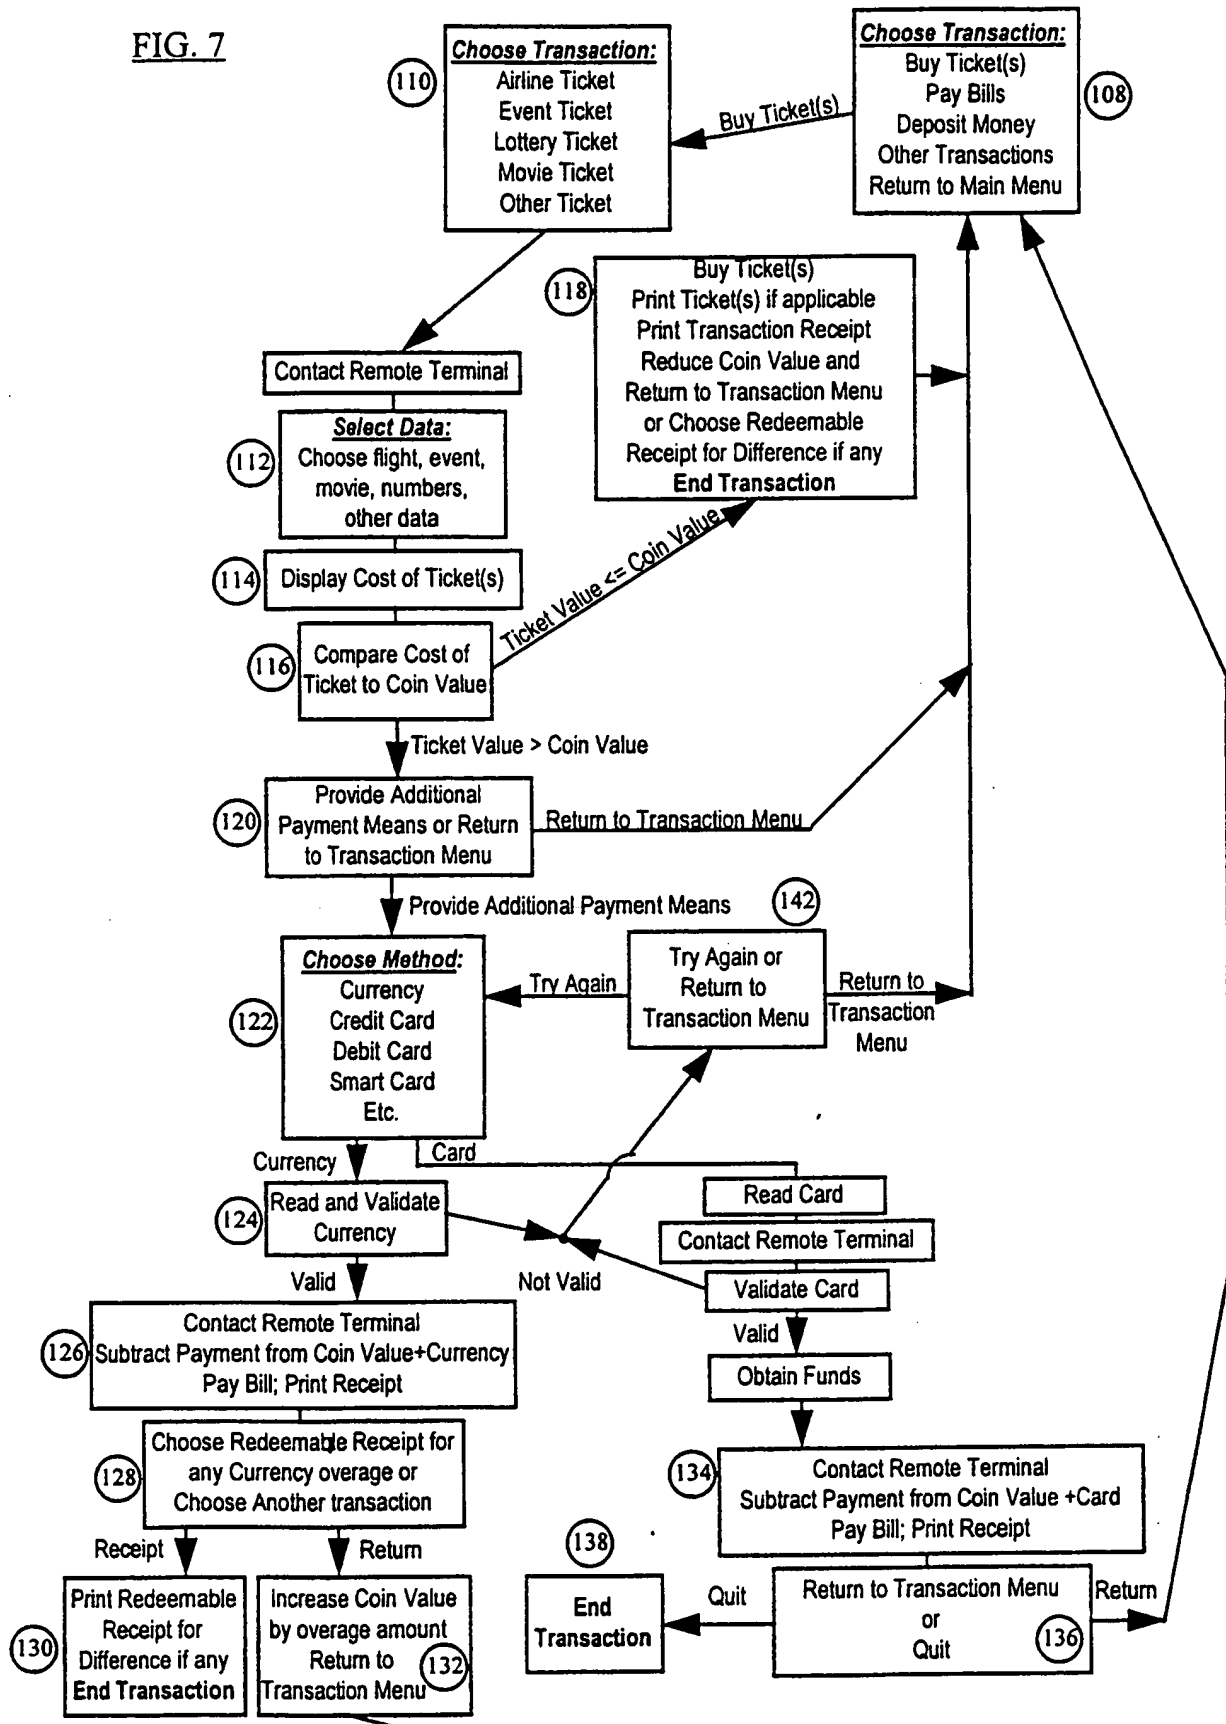 FIG. 7
110
Choose Transaction:
Airline Ticket
Event Ticket
Lottery Ticket
Movie Ticket
Other Ticket
Buy Ticket(s)
Choose Transaction:
Buy Ticket(s)
Pay Bills
Deposit Money
Other Transactions
Return to Main Menu
108
118
Buy Ticket(s)
Print Ticket(s) if applicable
Print Transaction Receipt
Reduce Coin Value and
Return to Transaction Menu
or Choose Redeemable
Receipt for Difference if any
End Transaction
Contact Remote Terminal
112
Select Data:
Choose flight, event,
movie, numbers,
other data
114
Display Cost of Ticket(s)
116
Compare Cost of
Ticket to Coin Value
Ticket Value <= Coin Value
Ticket Value > Coin Value
120
Provide Additional
Payment Means or Return
to Transaction Menu
Return to Transaction Menu
Provide Additional Payment Means
142
122
Choose Method:
Currency
Credit Card
Debit Card
Smart Card
Etc.
Try Again
Try Again or
Return to
Transaction Menu
Return to
Transaction
Menu
Currency
Card
124
Read and Validate
Currency
Read Card
Contact Remote Terminal
Validate Card
Valid
Not Valid
Valid
Obtain Funds
126
Contact Remote Terminal
Subtract Payment from Coin Value+Currency
Pay Bill; Print Receipt
128
Choose Redeemable Receipt for
any Currency overage or
Choose Another transaction
134
Contact Remote Terminal
Subtract Payment from Coin Value +Card
Pay Bill; Print Receipt
Receipt
Return
138
130
Print Redeemable
Receipt for
Difference if any
End Transaction
Increase Coin Value
by overage amount
Return to
Transaction Menu
132
End
Transaction
Quit
Return to Transaction Menu
or
Quit
136
Return